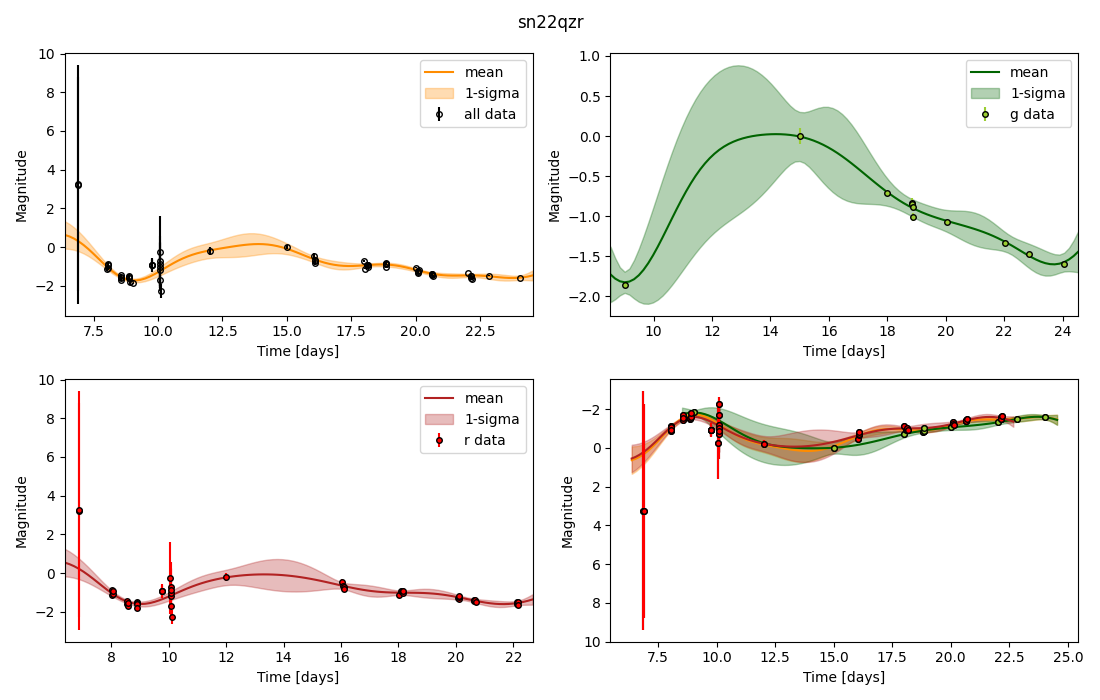 sn22qzr
10
8
6
4
2
0
−2
Magnitude
7.5 10.0 12.5 15.0 17.5 20.0 22.5
Time [days]
mean
1-sigma
all data
1.0
0.5
0.0
−0.5
−1.0
−1.5
−2.0
Magnitude
10 12 14 16 18 20 22 24
Time [days]
mean
1-sigma
g data
10
8
6
4
2
0
−2
Magnitude
8 10 12 14 16 18 20 22
Time [days]
mean
1-sigma
r data
−2
0
2
4
6
8
10
Magnitude
7.5 10.0 12.5 15.0 17.5 20.0 22.5 25.0
Time [days]